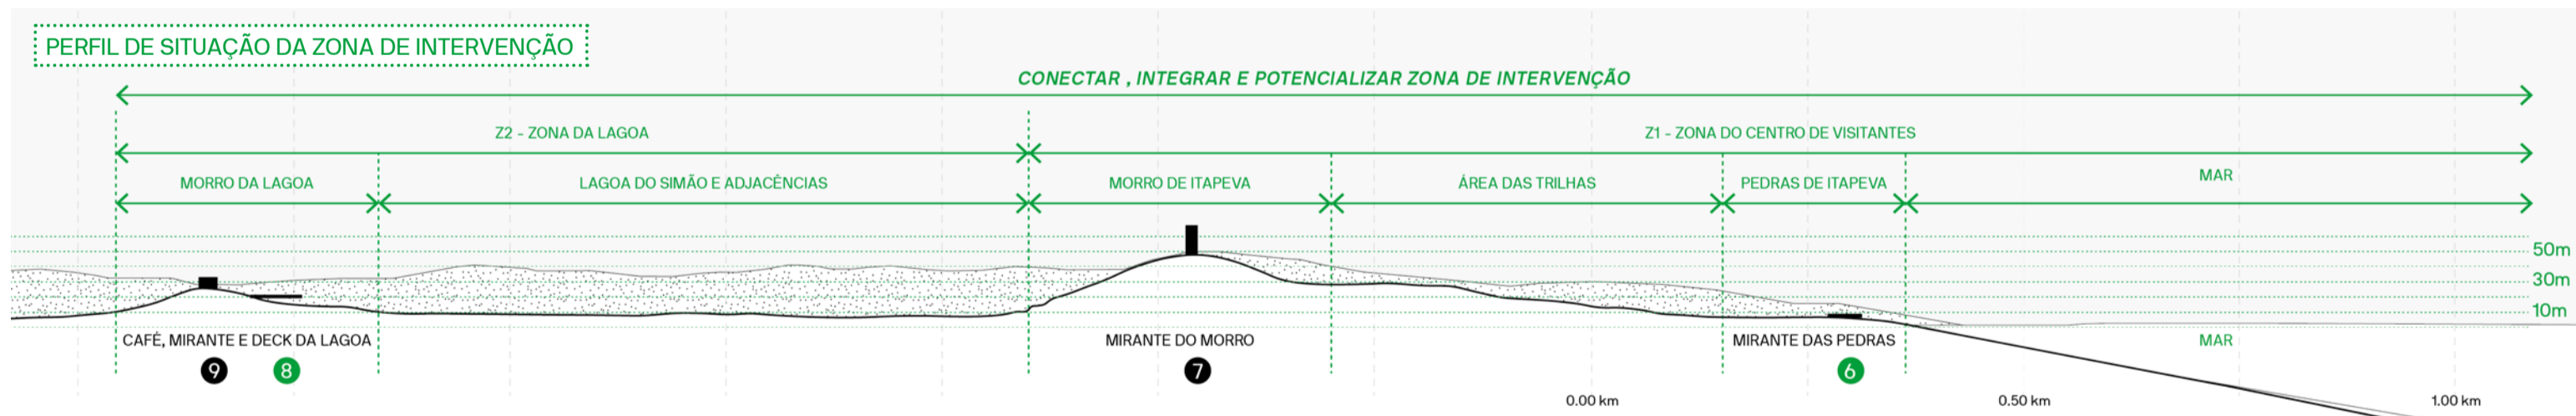 PERFIL DE SITUAÇÃO DA ZONA DE INTERVENÇÃO
CONECTAR , INTEGRAR E POTENCIALIZAR ZONA DE INTERVENÇÃO
Z2 - ZONA DA LAGOA
Z1 - ZONA DO CENTRO DE VISITANTES
MORRO DA LAGOA
LAGOA DO SIMÃO E ADJACÊNCIAS
MORRO DE ITAPEVA
ÁREA DAS TRILHAS
PEDRAS DE ITAPEVA
MAR
50m
30m
10m
CAFÉ, MIRANTE E DECK DA LAGOA
MIRANTE DO MORRO
MIRANTE DAS PEDRAS
MAR
9
8
7
6
0.00 km
0.50 km
1.00 km